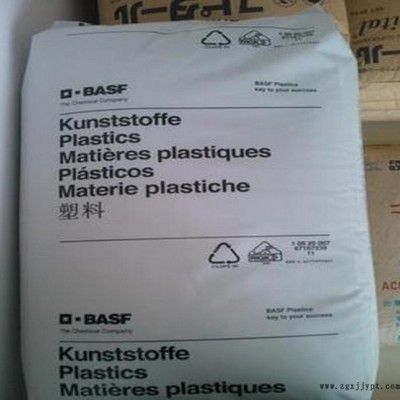 BASF
The Chemical Company
BASF Plastics
key to your success
Kunststoffe
Plastics
Matières plastiques
Plásticos
Materie plastiche
塑料
BASF
The Chemical Company
BASF Plastics
key to your success
Kunststoffe
Plastics
Matières plastiques
www.zgxjjypt.com